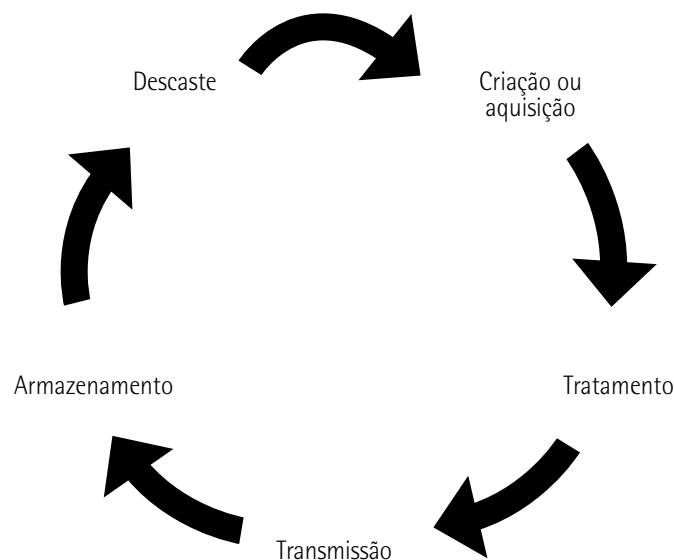 Descaste
Criação ou
aquisição
Armazenamento
Tratamento
Transmissão